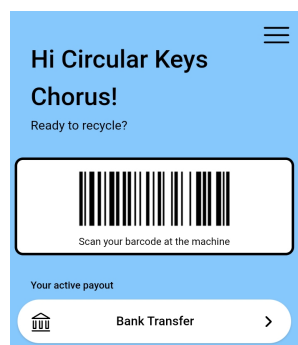 Hi Circular Keys
Chorus!
Ready to recycle?
Scan your barcode at the machine
Your active payout
Bank Transfer